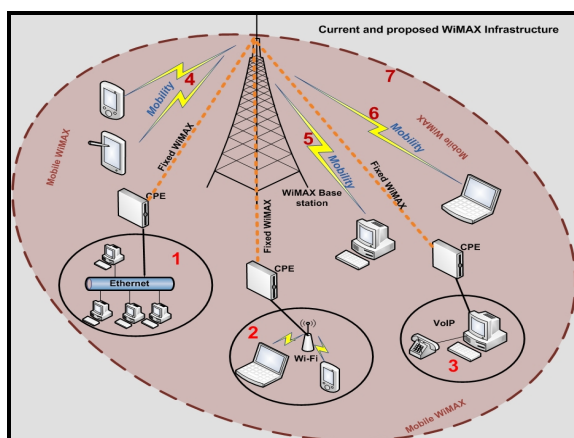 Current and proposed WiMAX Infrastructure
7
4
Mobility
6
Mobility
Mobile WiMAX
Fixed WiMAX
5
Mobility
Fixed WiMAX
Mobile WiMAX
WiMAX Base
station
CPE
Fixed WiMAX
CPE
CPE
1
Ethernet
2
Wi-Fi
VoIP
3
Mobile WiMAX